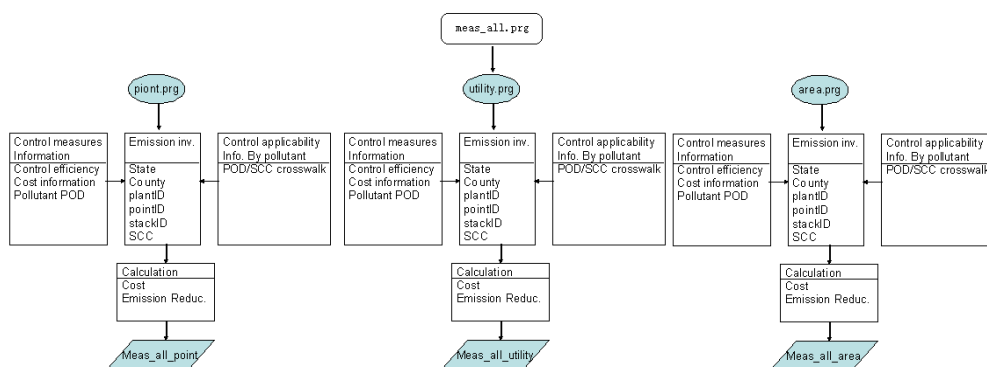 meas_all.prg
piont.prg
utility.prg
area.prg
Control measures
Information
Control efficiency
Cost information
Pollutant POD
Emission inv.
State
County
plantID
pointID
stackID
SCC
Control applicability
Info. By pollutant
POD/SCC crosswalk
Control measures
Information
Control efficiency
Cost information
Pollutant POD
Emission inv.
State
County
plantID
pointID
stackID
SCC
Control applicability
Info. By pollutant
POD/SCC crosswalk
Control measures
Information
Control efficiency
Cost information
Pollutant POD
Emission inv.
State
County
plantID
pointID
stackID
SCC
Control applicability
Info. By pollutant
POD/SCC crosswalk
Calculation
Cost
Emission Reduc.
Calculation
Cost
Emission Reduc.
Calculation
Cost
Emission Reduc.
Meas_all_point
Meas_all_utility
Meas_all_area